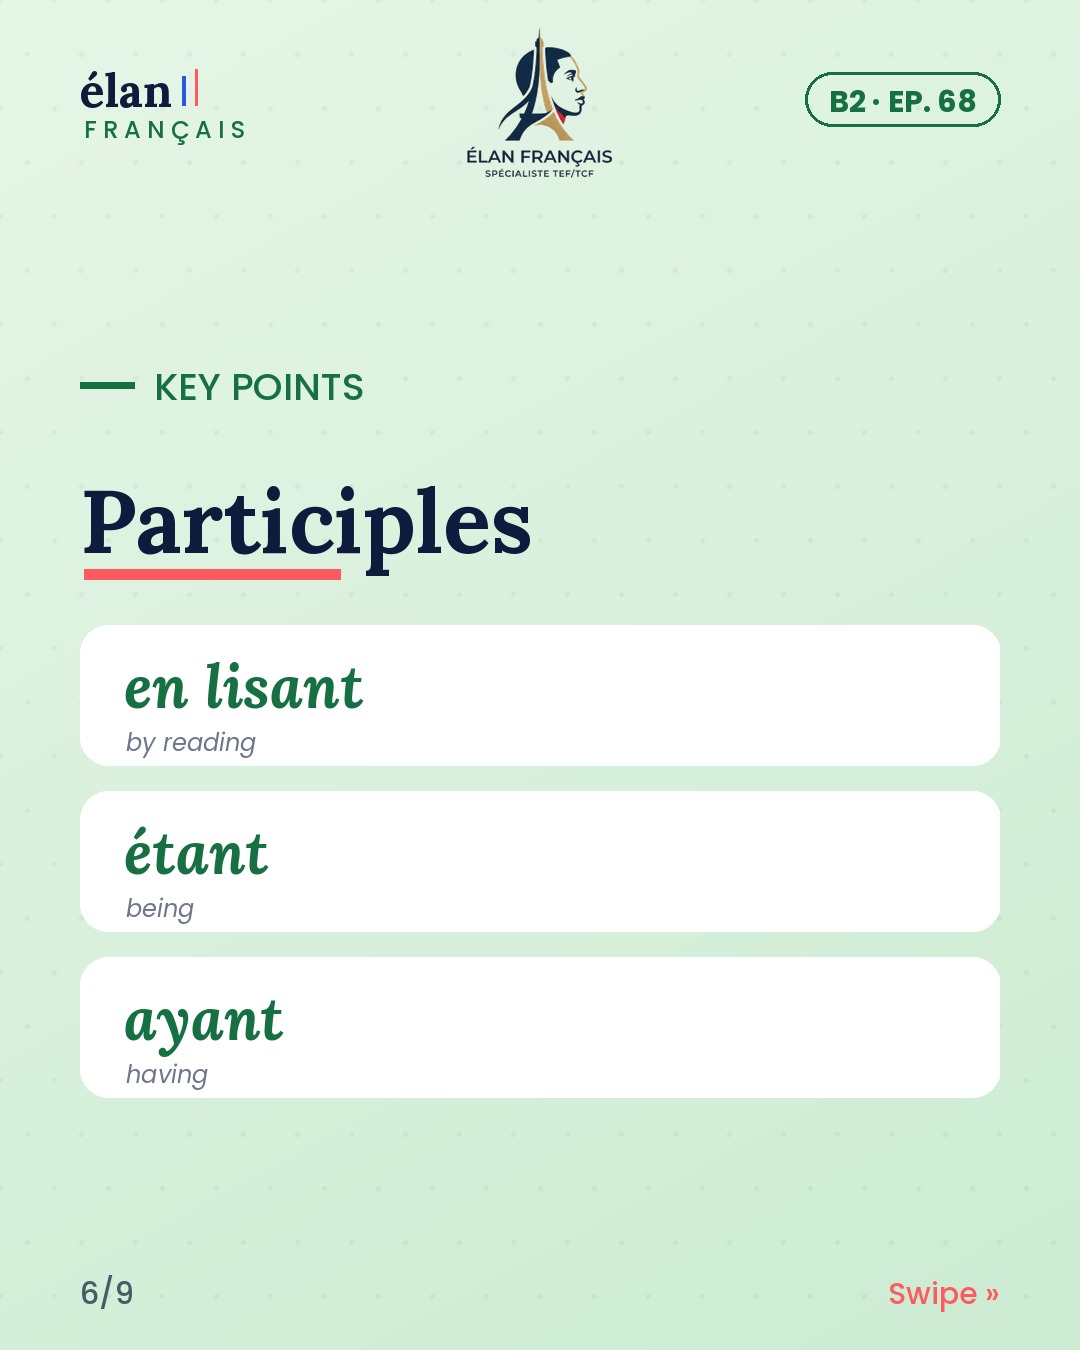 élan
FRANÇAIS
ÉLAN FRANÇAIS
SPÉCIALISTE TEF/TCF
B2 · EP. 68
KEY POINTS
Participles
en lisant
by reading
étant
being
ayant
having
6/9
Swipe »